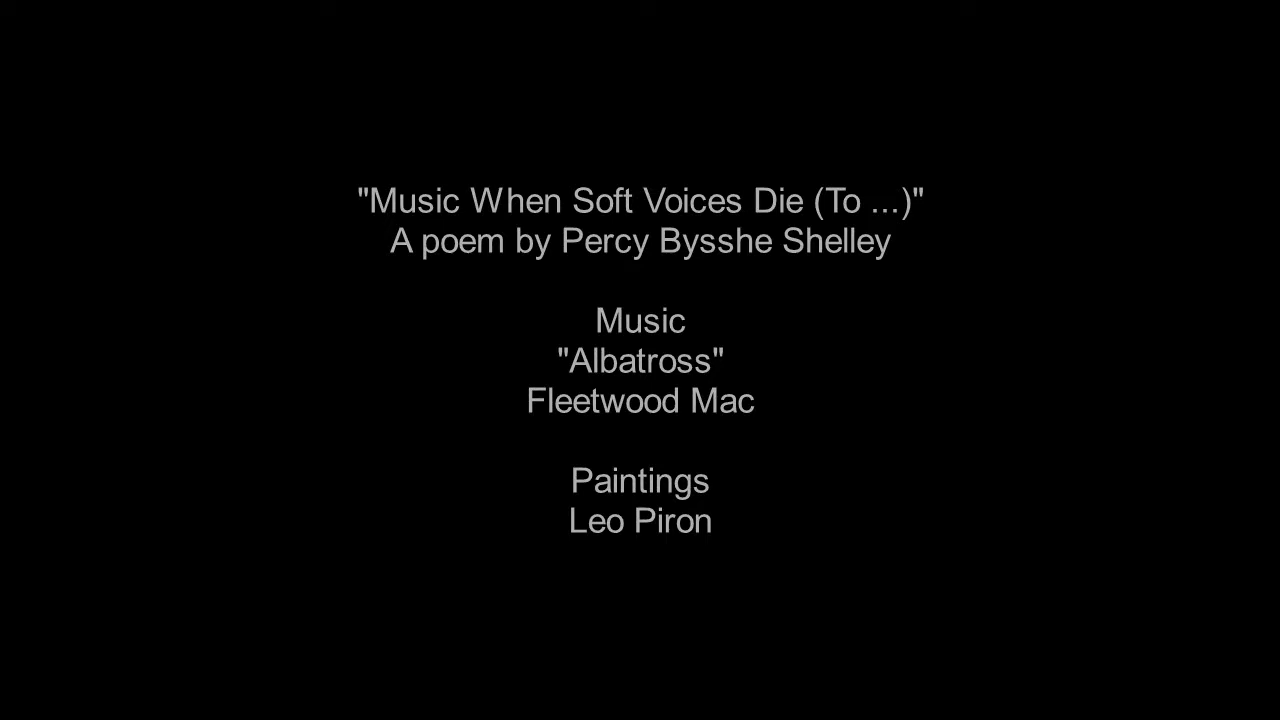 "Music When Soft Voices Die (To ...)"
A poem by Percy Bysshe Shelley
Music
"Albatross"
Fleetwood Mac
Paintings
Leo Piron